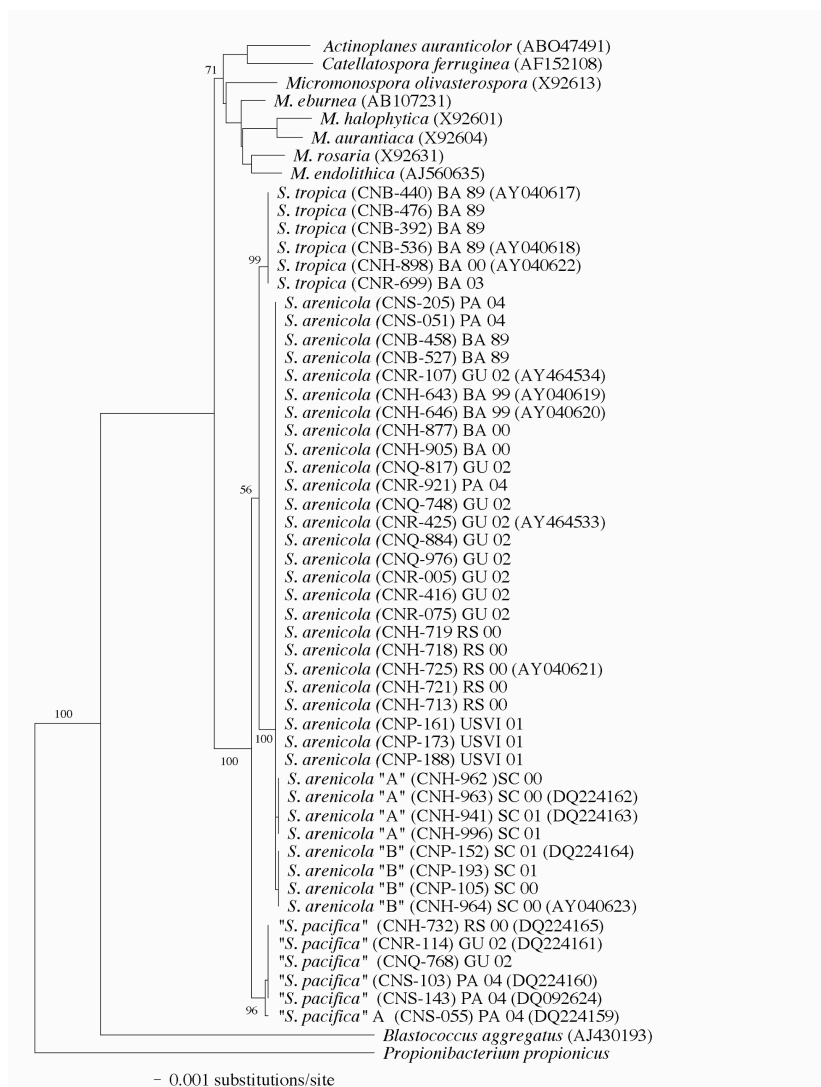 Actinoplanes auranticolor (ABO47491)
Catellatospora ferruginea (AF152108)
71
Micromonospora olivasterospora (X92613)
M. eburnea (AB107231)
M. halophytica (X92601)
M. aurantiaca (X92604)
M. rosaria (X92631)
M. endolithica (AJ560635)
S. tropica (CNB-440) BA 89 (AY040617)
S. tropica (CNB-476) BA 89
S. tropica (CNB-392) BA 89
S. tropica (CNB-536) BA 89 (AY040618)
99
S. tropica (CNH-898) BA 00 (AY040622)
S. tropica (CNR-699) BA 03
S. arenicola (CNS-205) PA 04
S. arenicola (CNS-051) PA 04
S. arenicola (CNB-458) BA 89
S. arenicola (CNB-527) BA 89
S. arenicola (CNR-107) GU 02 (AY464534)
S. arenicola (CNH-643) BA 99 (AY040619)
S. arenicola (CNH-646) BA 99 (AY040620)
S. arenicola (CNH-877) BA 00
S. arenicola (CNH-905) BA 00
S. arenicola (CNQ-817) GU 02
S. arenicola (CNR-921) PA 04
56
S. arenicola (CNQ-748) GU 02
S. arenicola (CNR-425) GU 02 (AY464533)
S. arenicola (CNQ-884) GU 02
S. arenicola (CNQ-976) GU 02
S. arenicola (CNR-005) GU 02
S. arenicola (CNR-416) GU 02
S. arenicola (CNR-075) GU 02
S. arenicola (CNH-719 RS 00
S. arenicola (CNH-718) RS 00
S. arenicola (CNH-725) RS 00 (AY040621)
S. arenicola (CNH-721) RS 00
S. arenicola (CNH-713) RS 00
100
S. arenicola (CNP-161) USVI 01
S. arenicola (CNP-173) USVI 01
100
S. arenicola (CNP-188) USVI 01
100
S. arenicola "A" (CNH-962 )SC 00
S. arenicola "A" (CNH-963) SC 00 (DQ224162)
S. arenicola "A" (CNH-941) SC 01 (DQ224163)
S. arenicola "A" (CNH-996) SC 01
S. arenicola "B" (CNP-152) SC 01 (DQ224164)
S. arenicola "B" (CNP-193) SC 01
S. arenicola "B" (CNP-105) SC 00
S. arenicola "B" (CNH-964) SC 00 (AY040623)
"S. pacifica" (CNH-732) RS 00 (DQ224165)
"S. pacifica" (CNR-114) GU 02 (DQ224161)
"S. pacifica" (CNQ-768) GU 02
"S. pacifica" (CNS-103) PA 04 (DQ224160)
"S. pacifica" (CNS-143) PA 04 (DQ092624)
96
"S. pacifica" A (CNS-055) PA 04 (DQ224159)
Blastococcus aggregatus (AJ430193)
Propionibacterium propionicus
– 0.001 substitutions/site